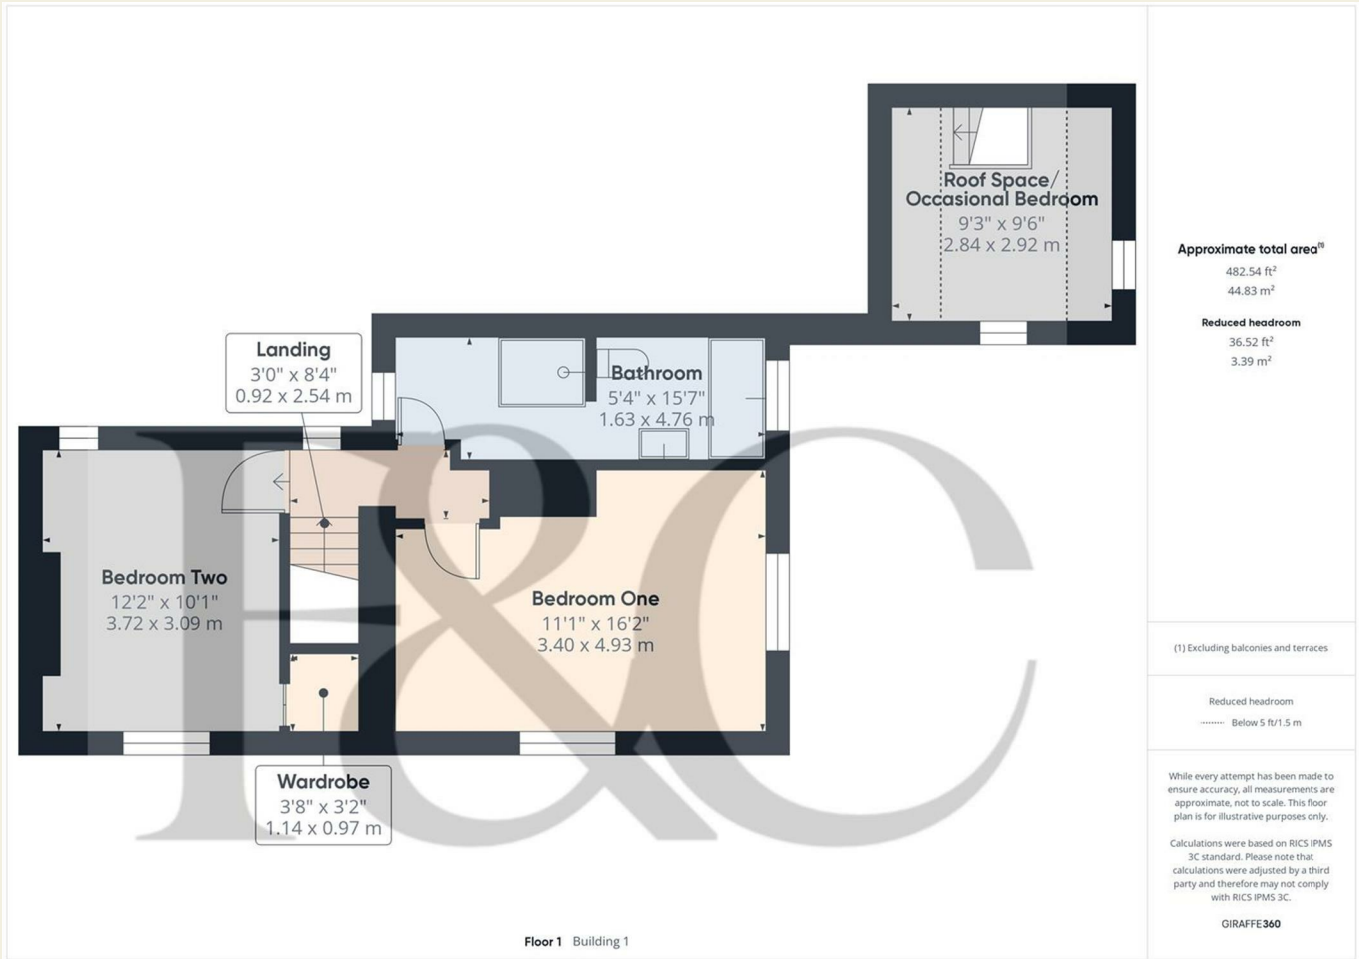 Roof Space/
Occasional Bedroom
9'3" x 9'6"
2.84 x 2.92 m
Landing
3'0" x 8'4"
0.92 x 2.54 m
Bathroom
5'4" x 15'7"
1.63 x 4.76 m
Bedroom Two
12'2" x 10'1"
3.72 x 3.09 m
Bedroom One
11'1" x 16'2"
3.40 x 4.93 m
Wardrobe
3'8" x 3'2"
1.14 x 0.97 m
F&C
Floor 1 Building 1
Approximate total area(1)
482.54 ft²
44.83 m²
Reduced headroom
36.52 ft²
3.39 m²
(1) Excluding balconies and terraces
Reduced headroom
Below 5 ft/1.5 m
While every attempt has been made to
ensure accuracy, all measurements are
approximate, not to scale. This floor
plan is for illustrative purposes only.
Calculations were based on RICS IPMS
3C standard. Please note that
calculations were adjusted by a third
party and therefore may not comply
with RICS IPMS 3C.
GIRAFFE360